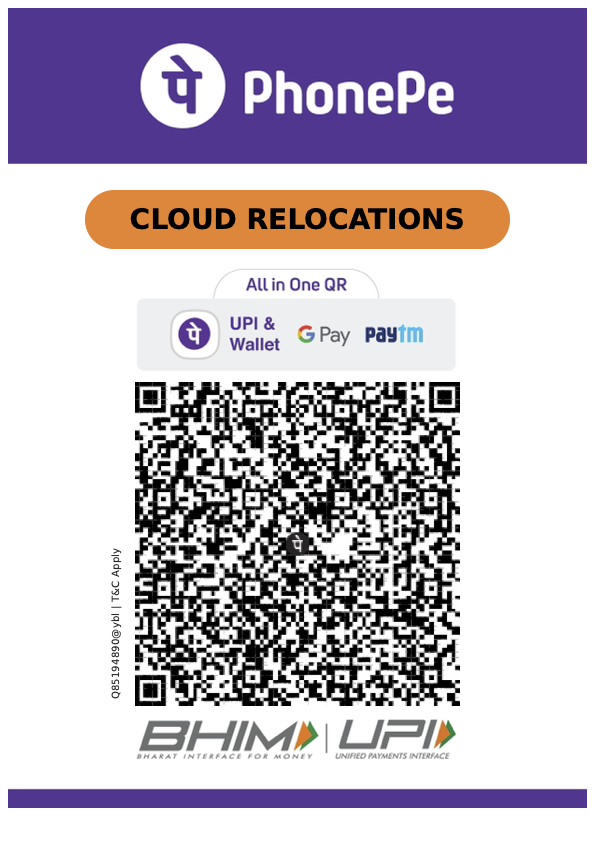 पे PhonePe
CLOUD RELOCATIONS
All in One QR
पे UPI & Wallet G Pay paytm
पे
Q85194890@ybl | T&C Apply
BHIM UPI
BHARAT INTERFACE FOR MONEY UNIFIED PAYMENTS INTERFACE